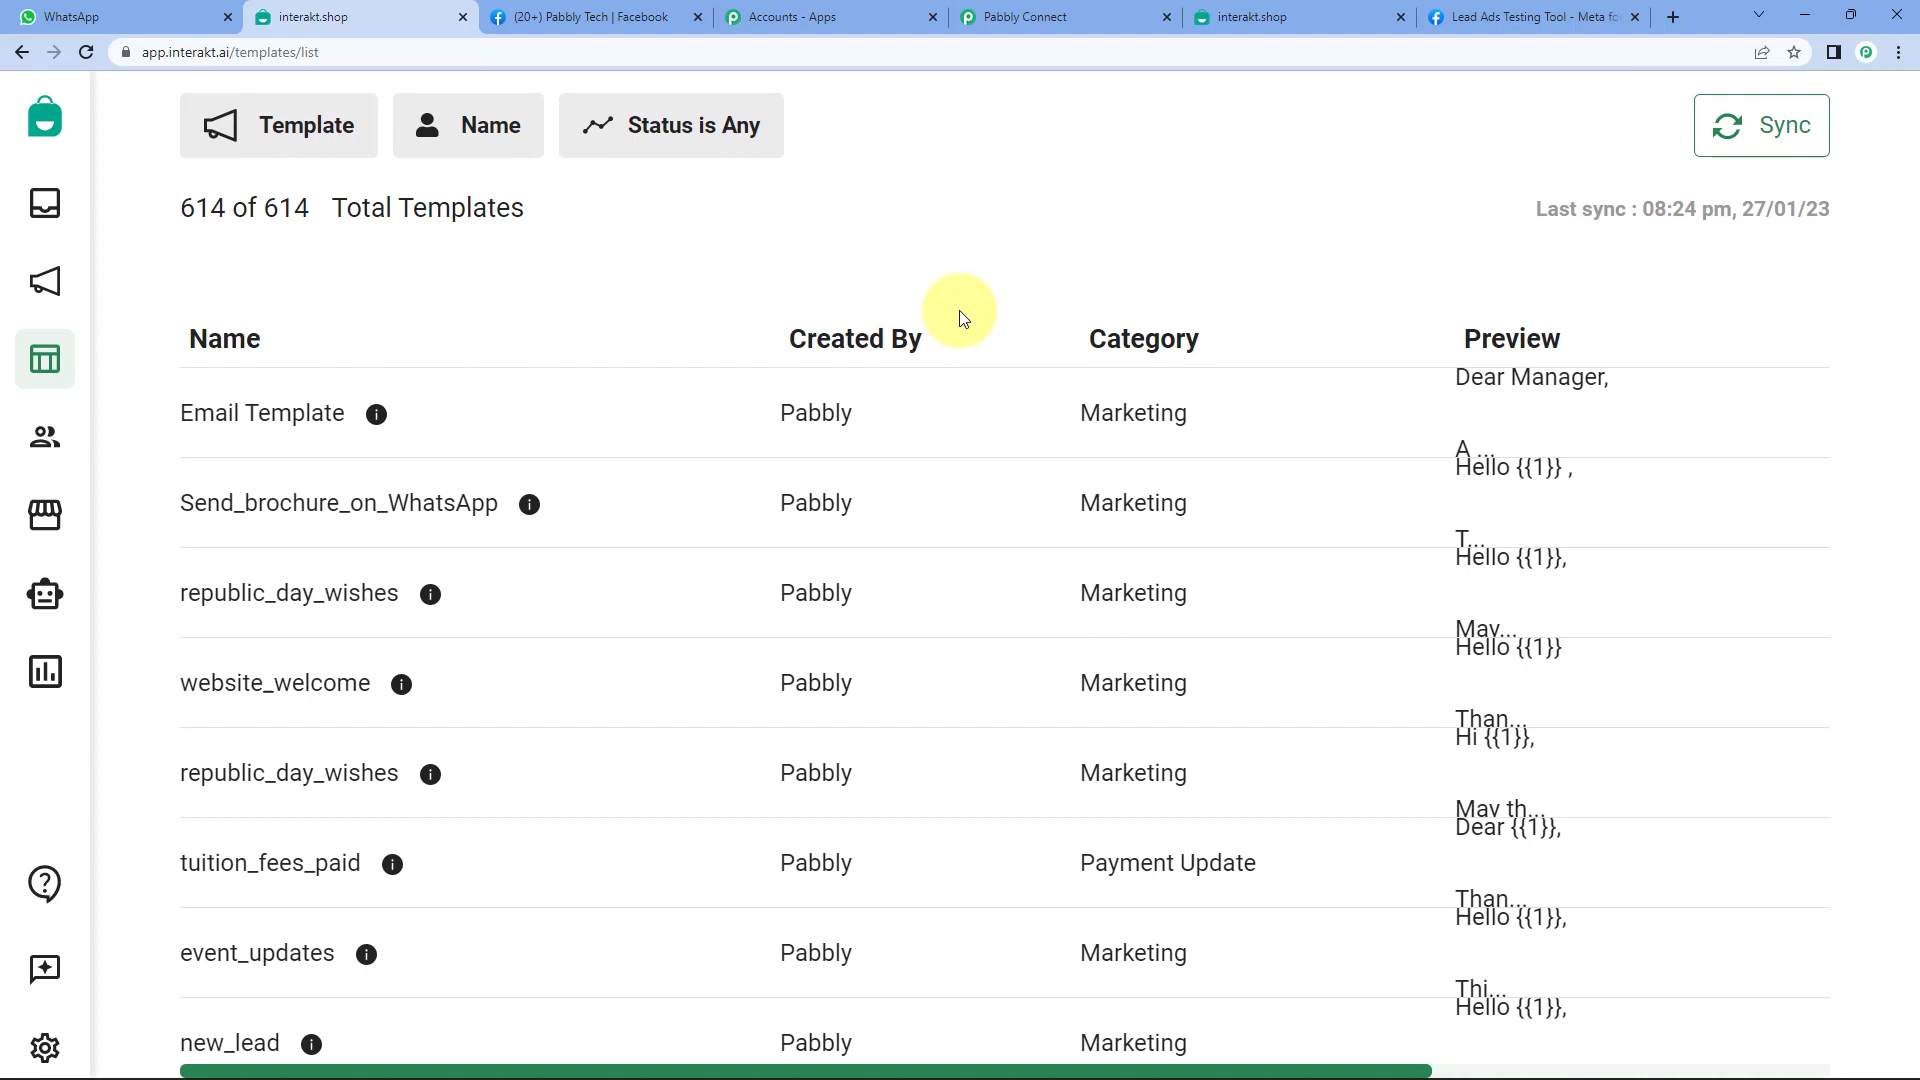 WhatsApp
interakt.shop
(20+) Pabbly Tech | Facebook
Accounts - Apps
Pabbly Connect
interakt.shop
Lead Ads Testing Tool - Meta fo
app.interakt.ai/templates/list
Template
Name
Status is Any
Sync
614 of 614 Total Templates
Last sync : 08:24 pm, 27/01/23
Name Created By Category Preview
Dear Manager,
Email Template Pabbly Marketing
A ...
Hello {{1}} ,
Send_brochure_on_WhatsApp Pabbly Marketing
T...
Hello {{1}},
republic_day_wishes Pabbly Marketing
May...
Hello {{1}}
website_welcome Pabbly Marketing
Than...
Hi {{1}},
republic_day_wishes Pabbly Marketing
May th...
Dear {{1}},
tuition_fees_paid Pabbly Payment Update
Than...
Hello {{1}},
event_updates Pabbly Marketing
Thi...
Hello {{1}},
new_lead Pabbly Marketing